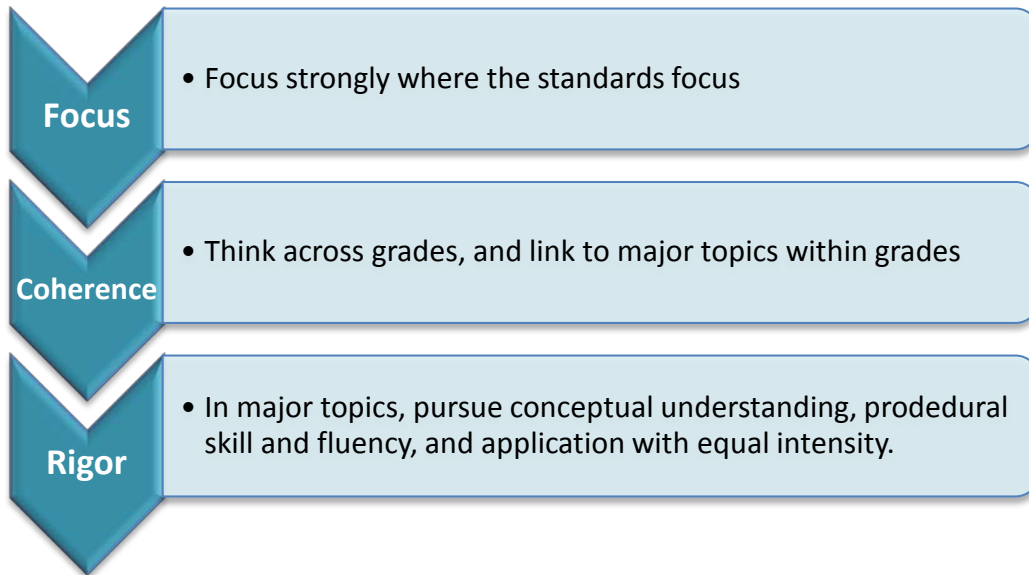 Focus
• Focus strongly where the standards focus
Coherence
• Think across grades, and link to major topics within grades
Rigor
• In major topics, pursue conceptual understanding, prodedural
skill and fluency, and application with equal intensity.